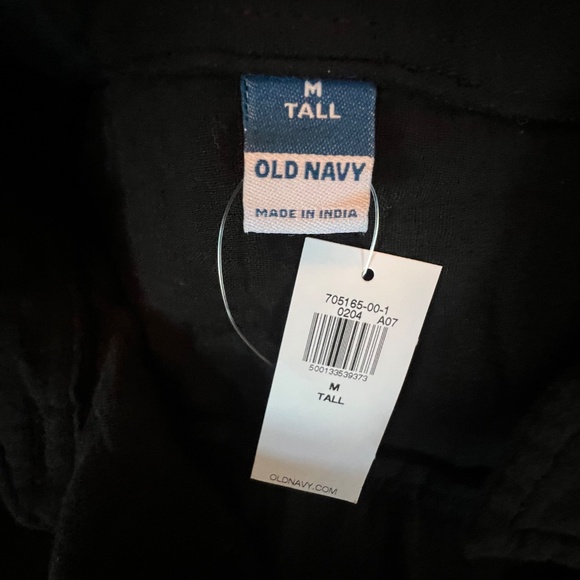 M
TALL
OLD NAVY
MADE IN INDIA
705165-00-1
0204 A07
500133539373
M
TALL
OLDNAVY.COM